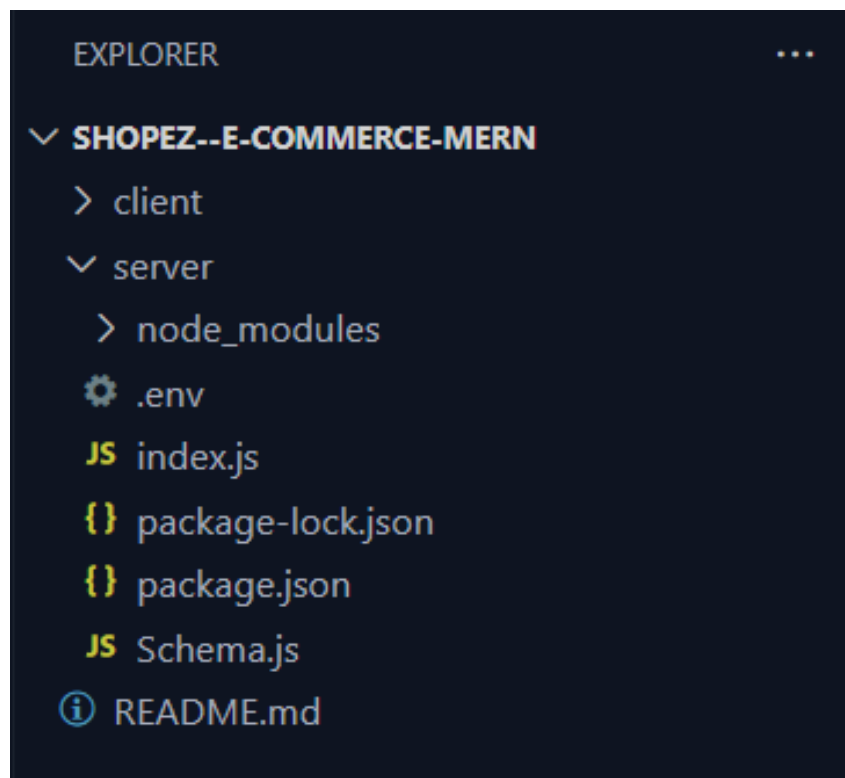 EXPLORER ...
SHOPEZ--E-COMMERCE-MERN
client
server
node_modules
.env
JS index.js
{} package-lock.json
{} package.json
JS Schema.js
README.md